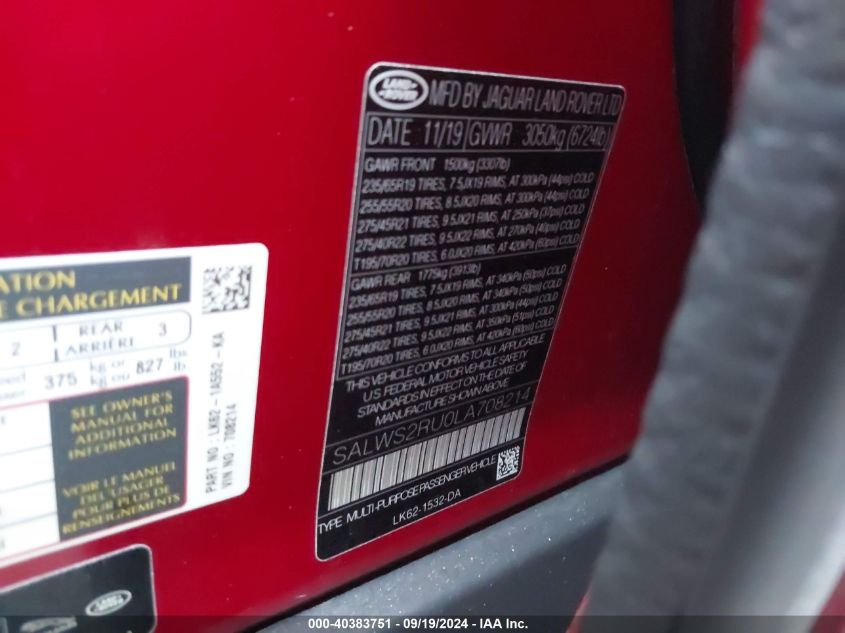 LAND
ROVER
MFD BY JAGUAR LAND ROVER LTD
DATE 11/19 GVWR 3050kg (6724lb)
GAWR FRONT 1500kg (3307lb)
235/65R19 TIRES, 7.5JX19 RIMS, AT 300kPa (44psi) COLD
255/55R20 TIRES, 8.5JX20 RIMS, AT 300kPa (44psi) COLD
275/45R21 TIRES, 9.5JX21 RIMS, AT 250kPa (37psi) COLD
275/40R22 TIRES, 9.5JX22 RIMS, AT 270kPa (40psi) COLD
T195/70R20 TIRES, 6.0JX20 RIMS, AT 420kPa (60psi) COLD
GAWR REAR 1775kg (3913lb)
235/65R19 TIRES, 7.5JX19 RIMS, AT 340kPa (50psi) COLD
255/55R20 TIRES, 8.5JX20 RIMS, AT 340kPa (50psi) COLD
275/45R21 TIRES, 9.5JX21 RIMS, AT 300kPa (44psi) COLD
275/40R22 TIRES, 9.5JX22 RIMS, AT 350kPa (51psi) COLD
T195/70R20 TIRES, 6.0JX20 RIMS, AT 420kPa (60psi) COLD
THIS VEHICLE CONFORMS TO ALL APPLICABLE
U.S. FEDERAL MOTOR VEHICLE SAFETY
STANDARDS IN EFFECT ON THE DATE OF
MANUFACTURE SHOWN ABOVE
SALWS2RU0LA708214
TYPE MULTI-PURPOSE PASSENGER VEHICLE
LK62-1532-DA
CHARGEMENT
2 REAR 3
ARRIÈRE
375 kg or 827 lbs
kg ou lb
SEE OWNER'S
MANUAL FOR
ADDITIONAL
INFORMATION
VOIR LE MANUEL
DE L'USAGER
POUR PLUS DE
RENSEIGNEMENTS
PART NO : LK62 - 1A552 - KA
VIN NO : 708214
LAND
ROVER
000-40383751 - 09/19/2024 - IAA Inc.